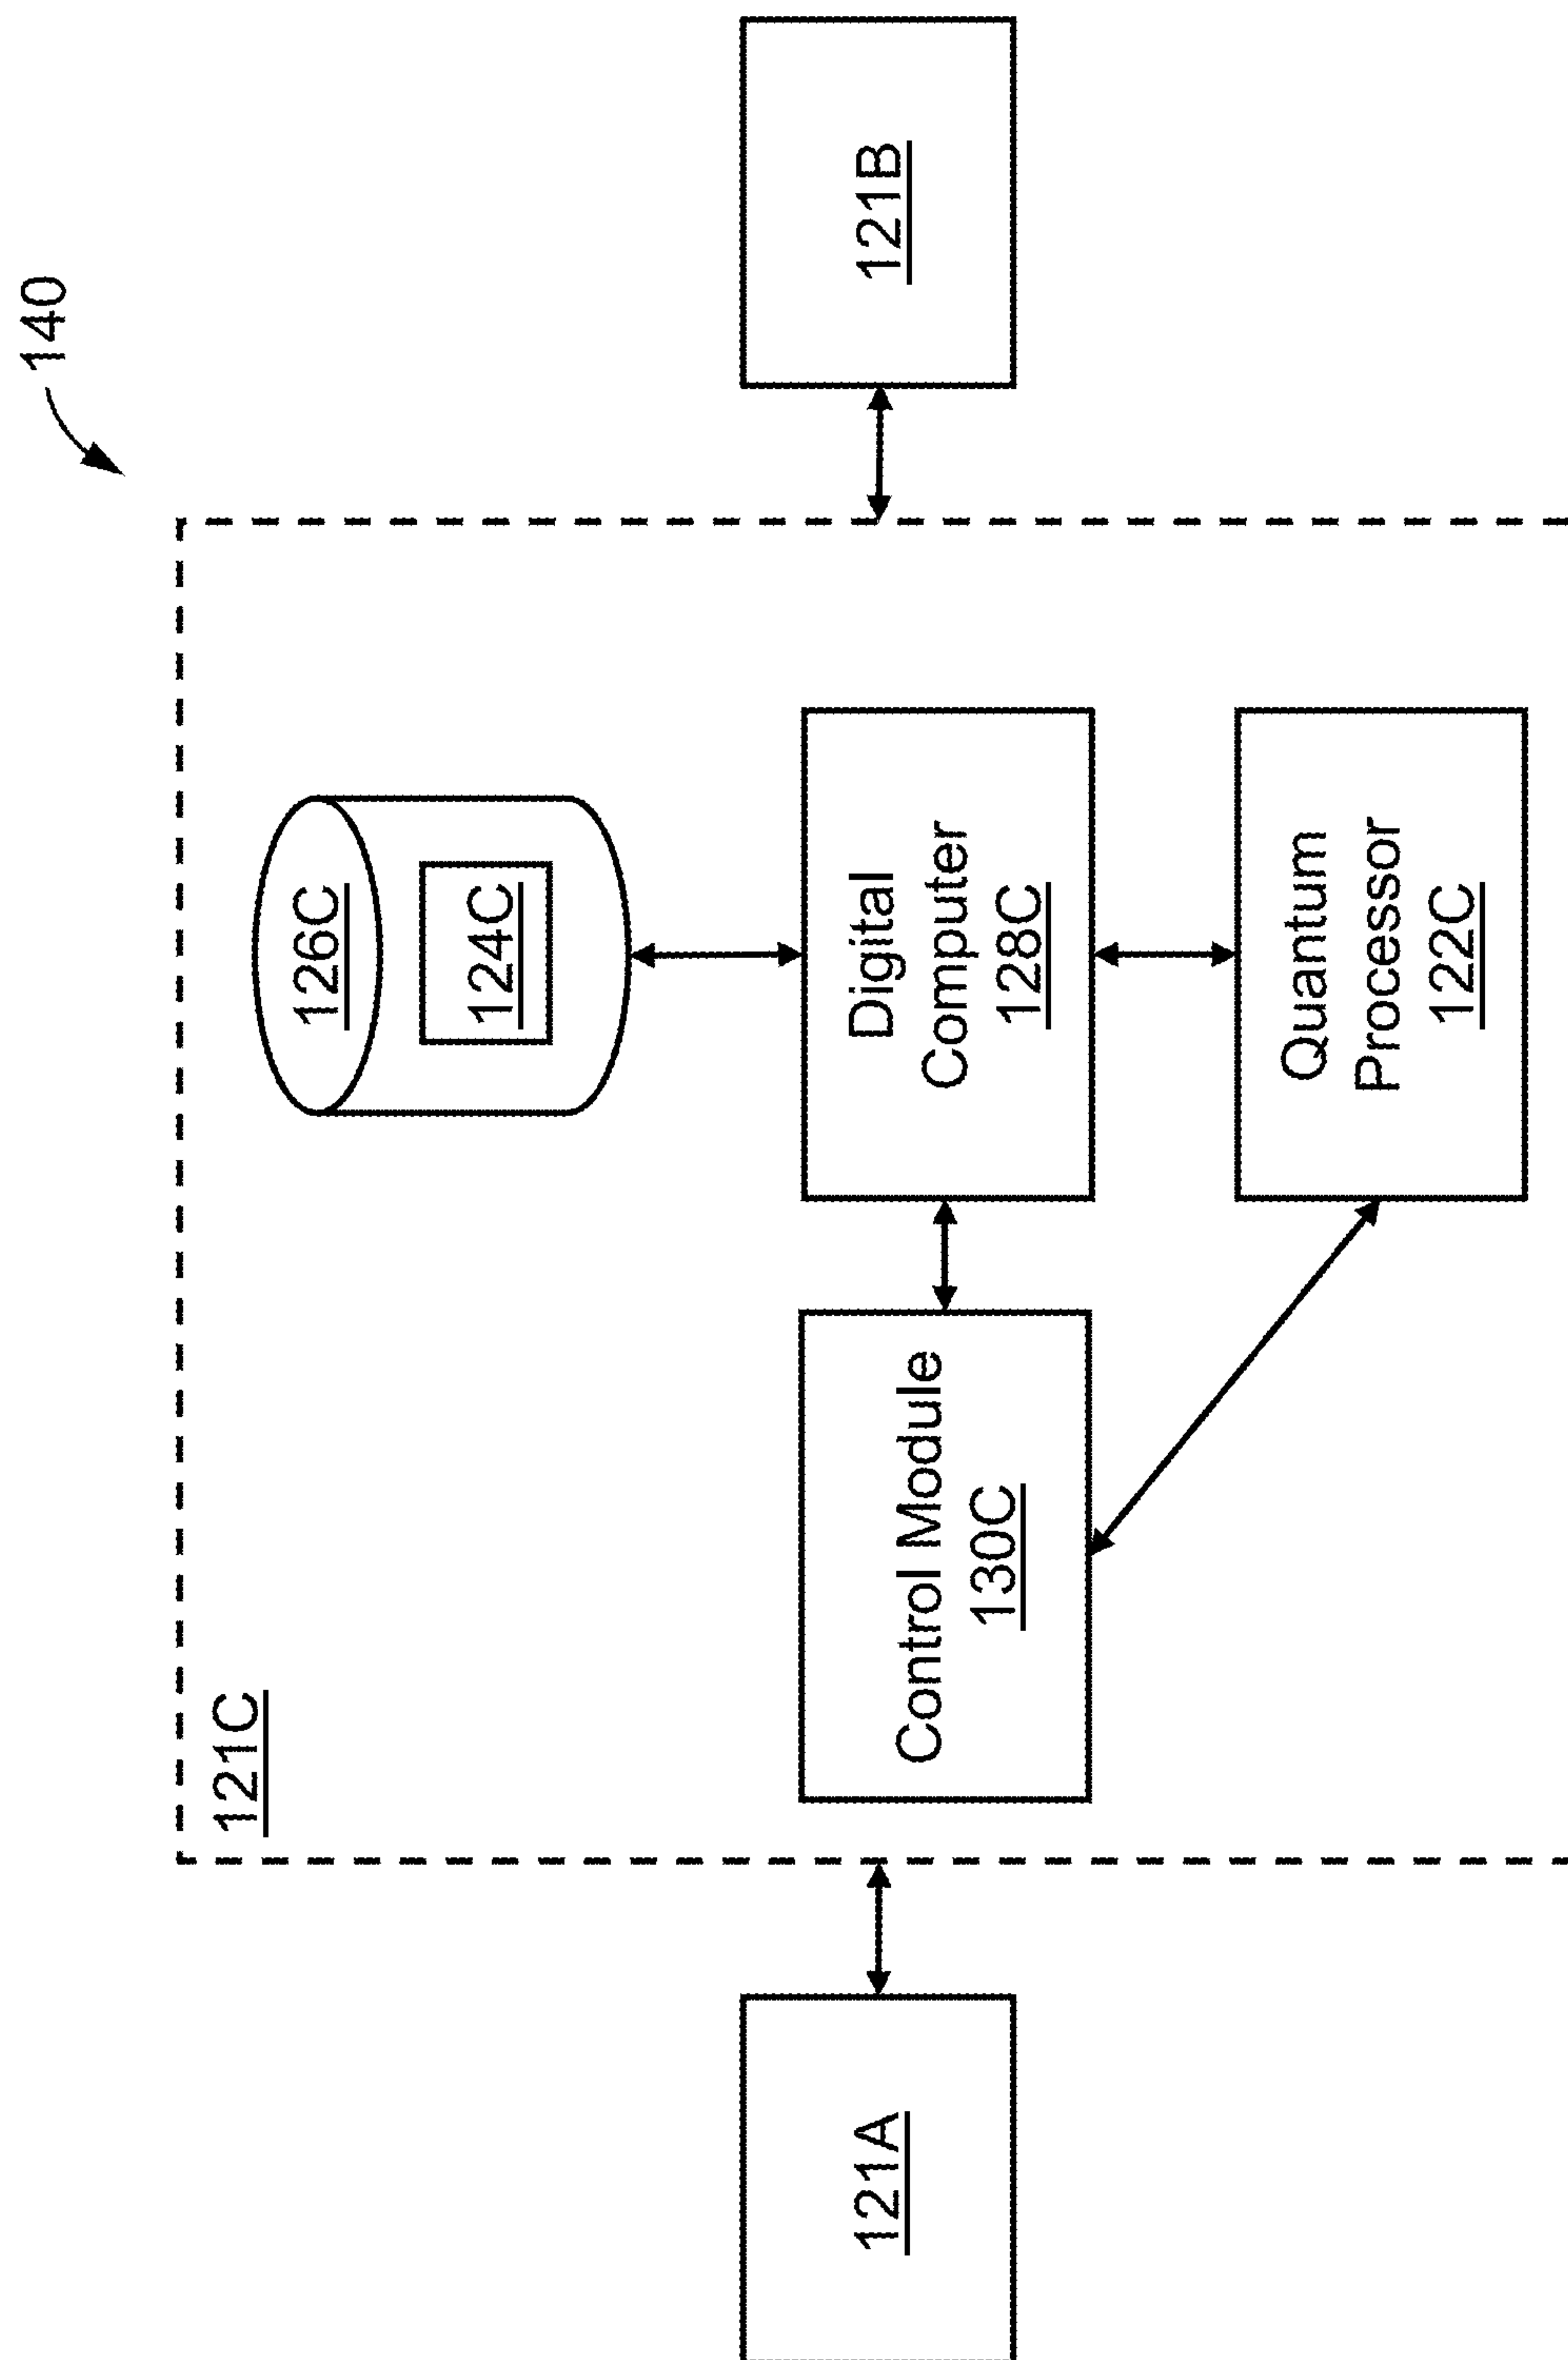 140
121C
126C
124C
121A
Control Module
130C
Digital
Computer
128C
121B
Quantum
Processor
122C